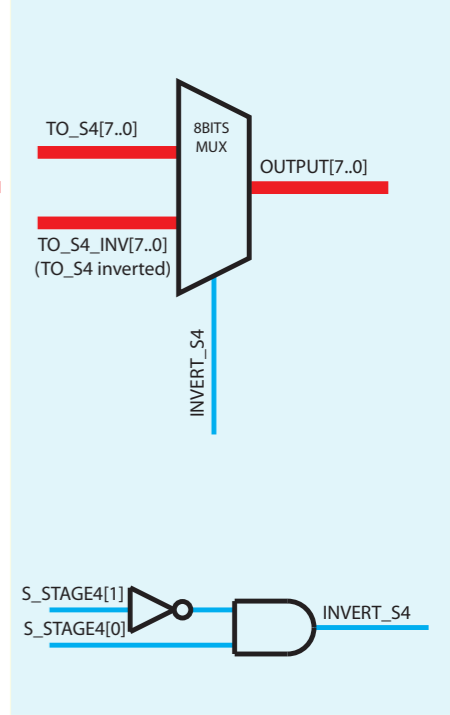 TO_S4[7..0]
8BITS
MUX
OUTPUT[7..0]
TO_S4_INV[7..0]
(TO_S4 inverted)
INVERT_S4
S_STAGE4[1]
S_STAGE4[0]
INVERT_S4